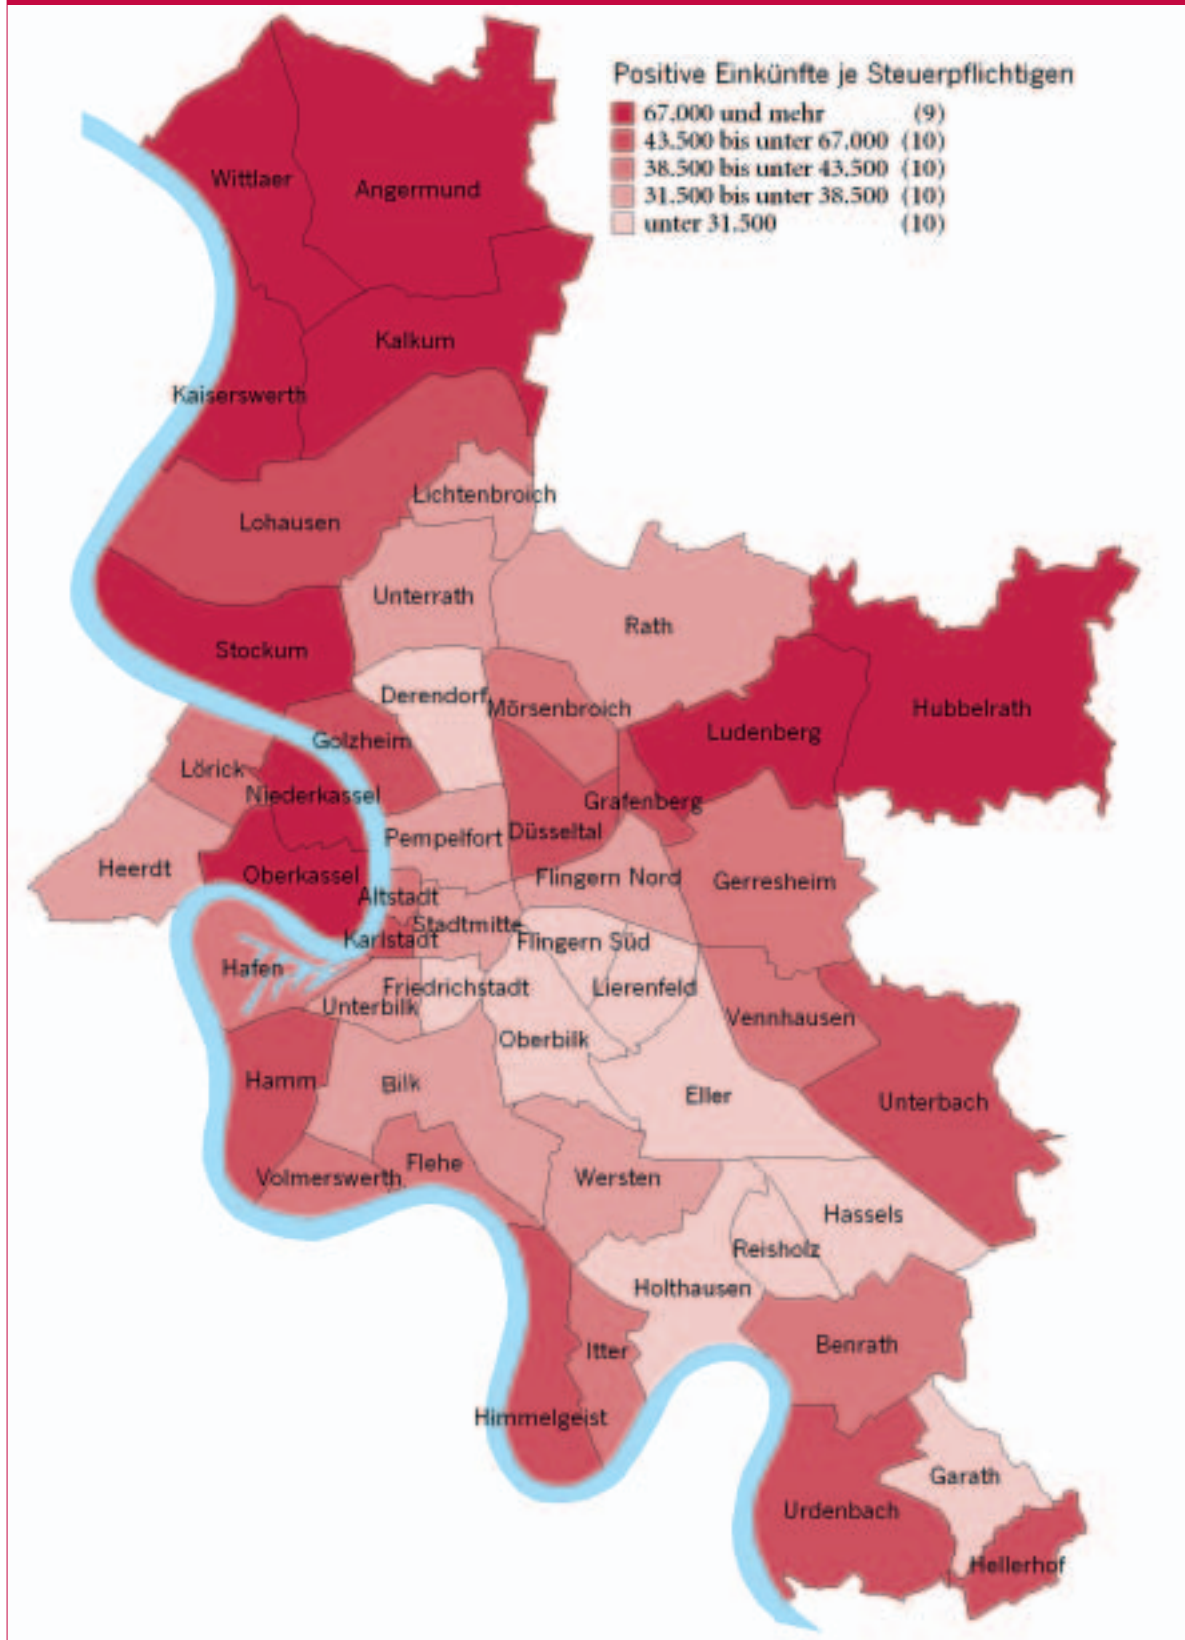 Positive Einkünfte je Steuerpflichtigen
67.000 und mehr (9)
43.500 bis unter 67.000 (10)
38.500 bis unter 43.500 (10)
31.500 bis unter 38.500 (10)
unter 31.500 (10)
Wittlaer
Angermund
Kalkum
Kaiserswerth
Lichtenbroich
Lohausen
Unterrath
Rath
Stockum
Derendorf
Mörsenbroich
Hubbelrath
Ludenberg
Golzheim
Lörick
Niederkassel
Grafenberg
Pempelfort
Düsseltal
Heerdt
Oberkassel
Flingern Nord
Gerresheim
Altstadt
Stadtmitte
Karlstadt
Flingern Süd
Hafen
Friedrichstadt
Lierenfeld
Unterbilk
Vennhausen
Oberbilk
Hamm
Bilk
Eller
Unterbach
Flehe
Volmerswerth
Wersten
Hassels
Reisholz
Holthausen
Itter
Benrath
Himmelgeist
Garath
Urdenbach
Hellerhof